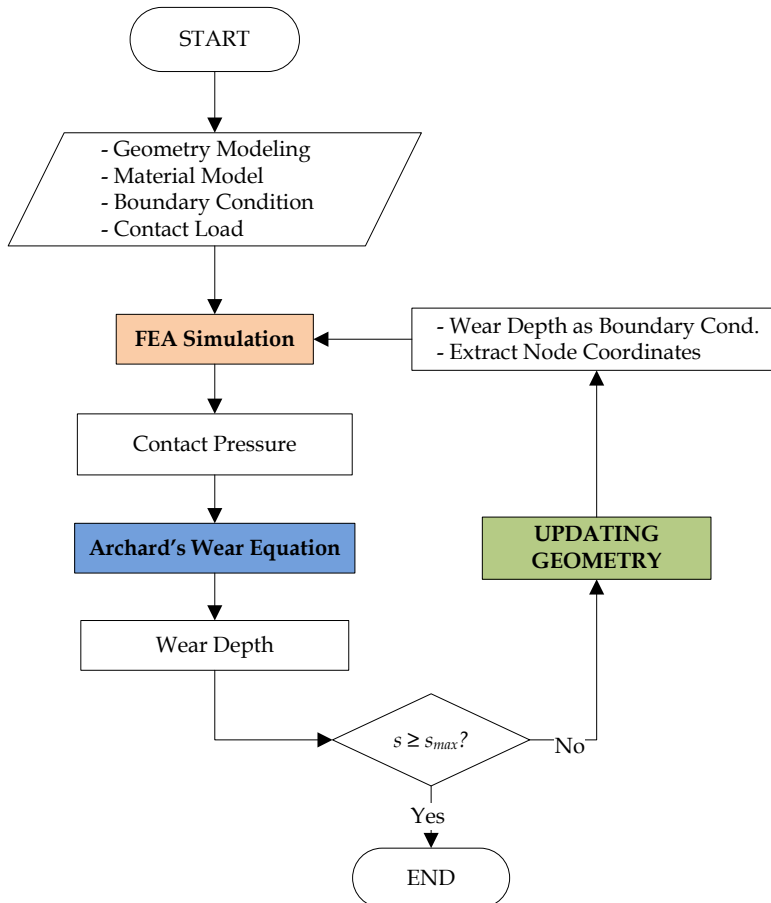 START
- Geometry Modeling
- Material Model
- Boundary Condition
- Contact Load
FEA Simulation
- Wear Depth as Boundary Cond.
- Extract Node Coordinates
Contact Pressure
Archard's Wear Equation
UPDATING
GEOMETRY
Wear Depth
s ≥ smax?
No
Yes
END